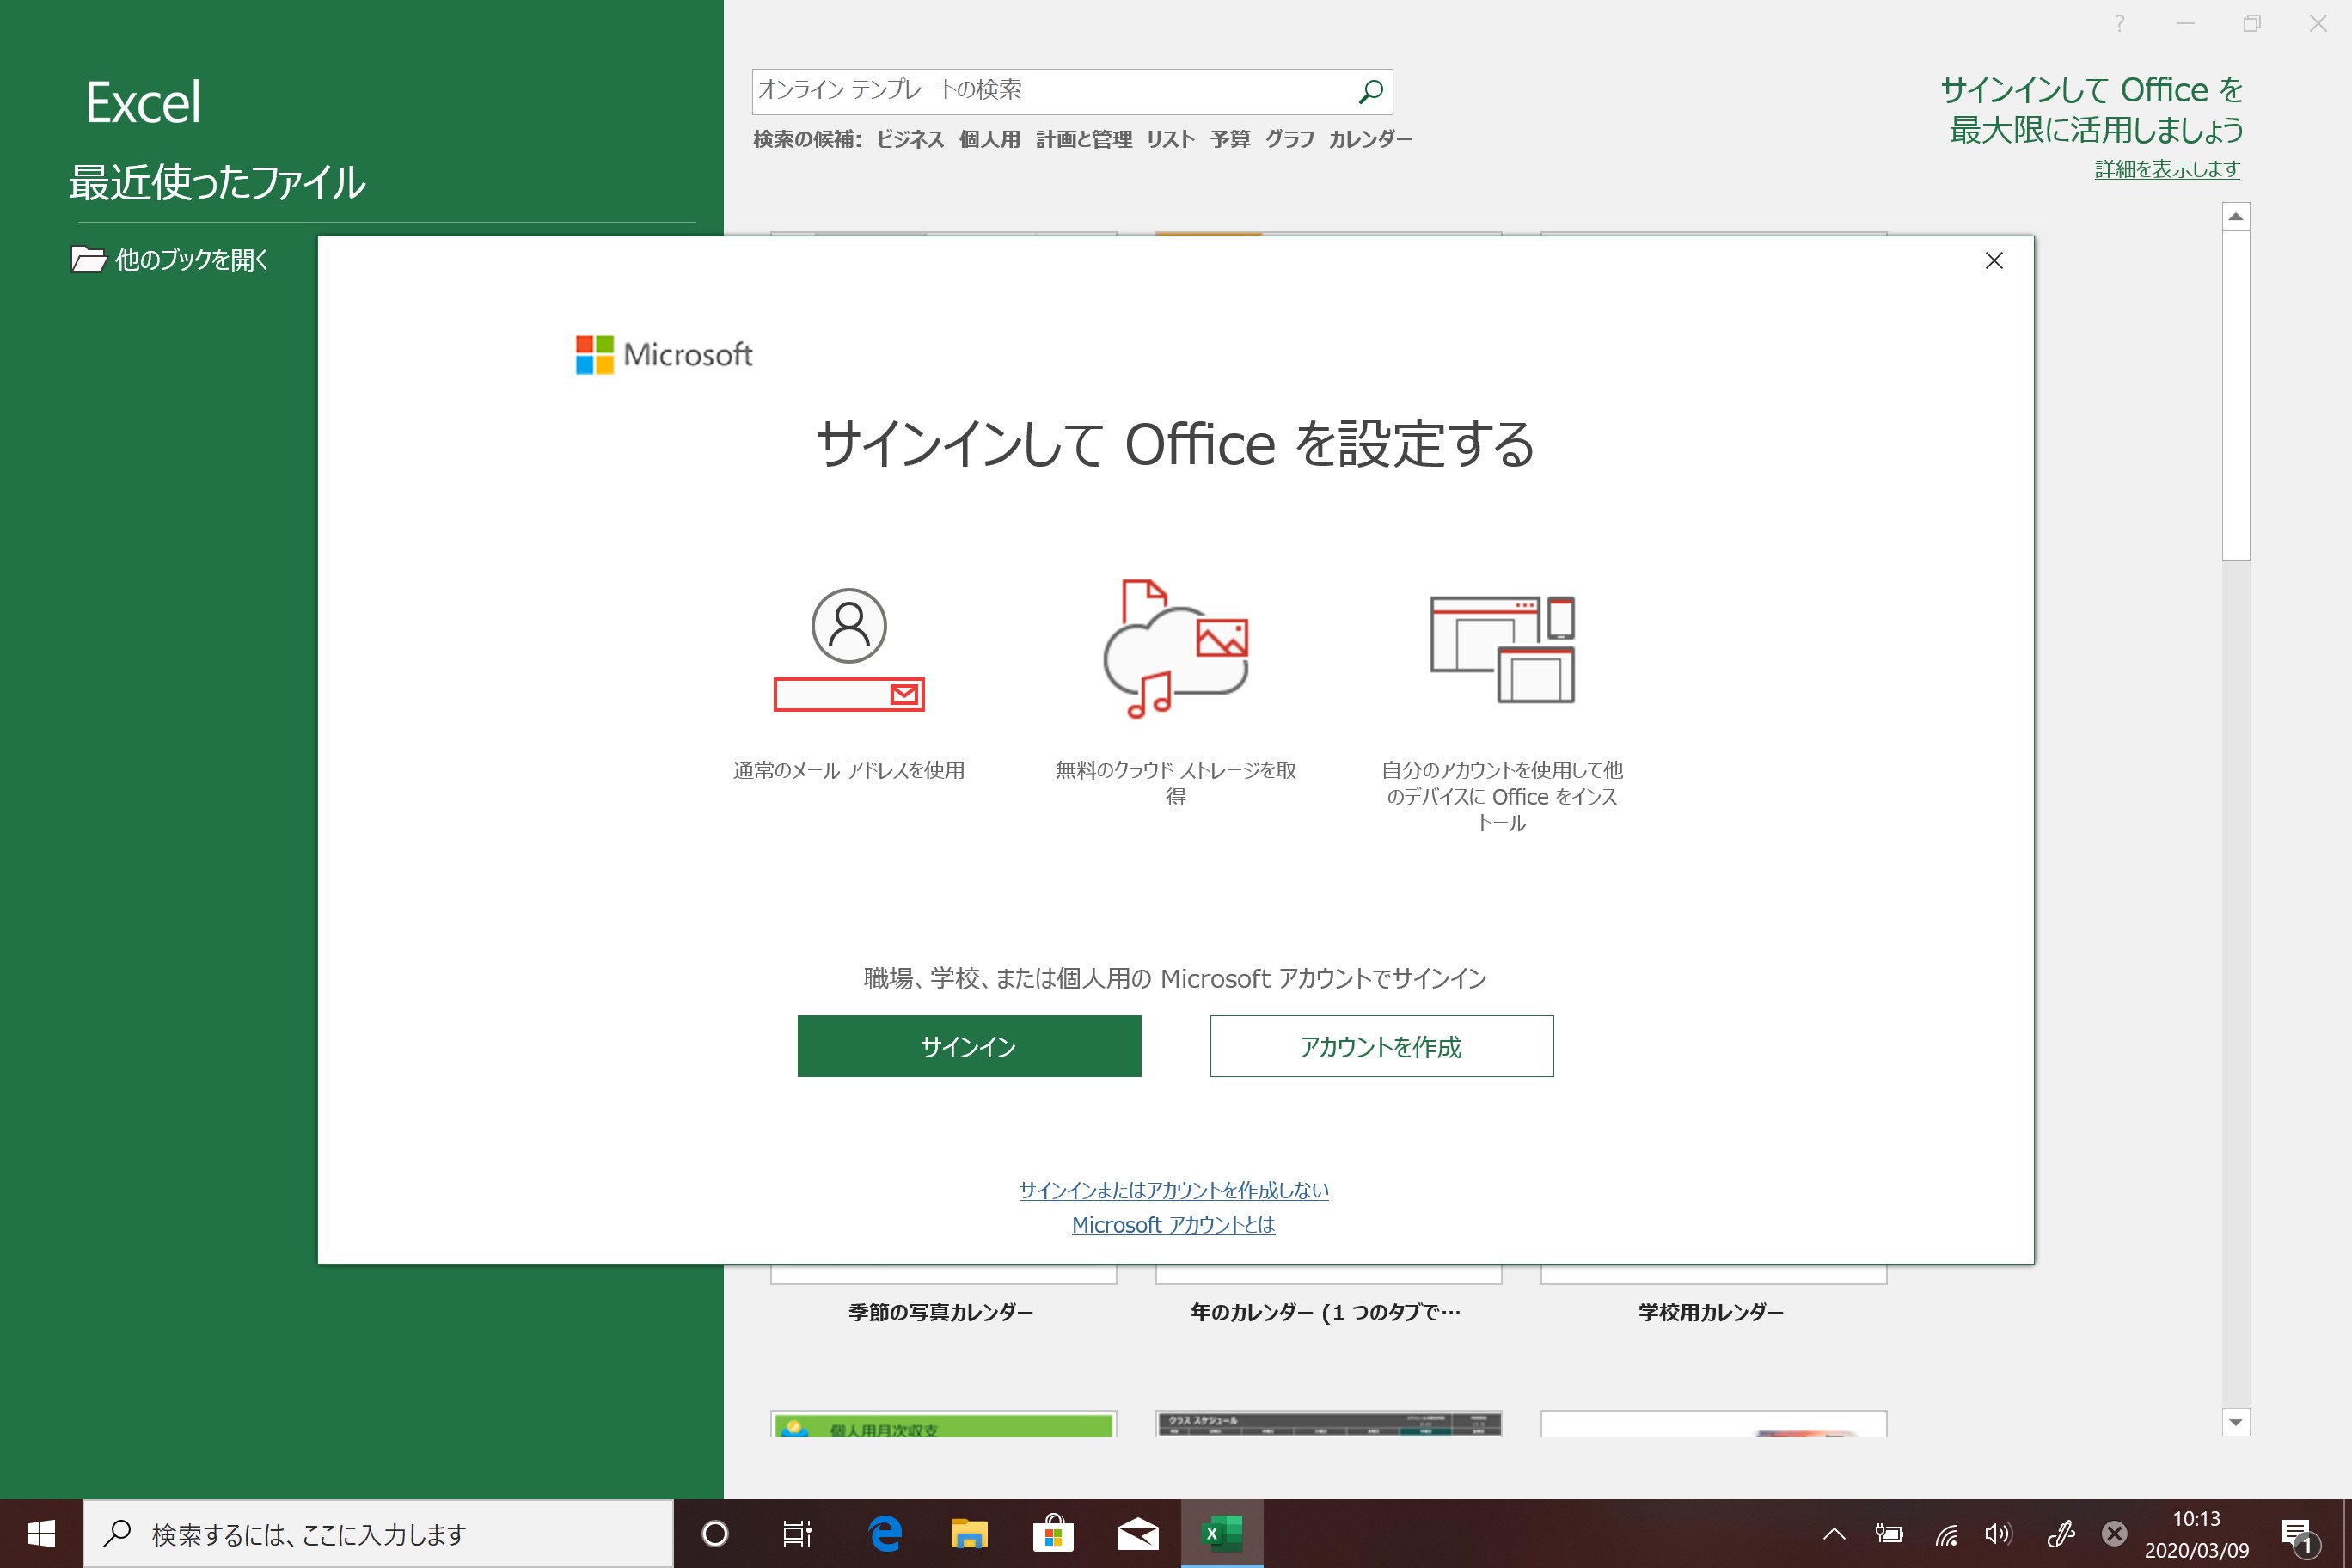 Excel
最近使ったファイル
他のブックを開く
オンライン テンプレートの検索
検索の候補: ビジネス 個人用 計画と管理 リスト 予算 グラフ カレンダー
?
サインインして Office を
最大限に活用しましょう
詳細を表示します
Microsoft
サインインして Office を設定する
通常のメール アドレスを使用
無料のクラウド ストレージを取
得
自分のアカウントを使用して他
のデバイスに Office をインス
トール
職場、学校、または個人用の Microsoft アカウントでサインイン
サインイン
アカウントを作成
サインインまたはアカウントを作成しない
Microsoft アカウントとは
季節の写真カレンダー
年のカレンダー (1 つのタブで…
学校用カレンダー
個人用月次収支
クラス スケジュール
検索するには、ここに入力します
10:13
2020/03/09
1